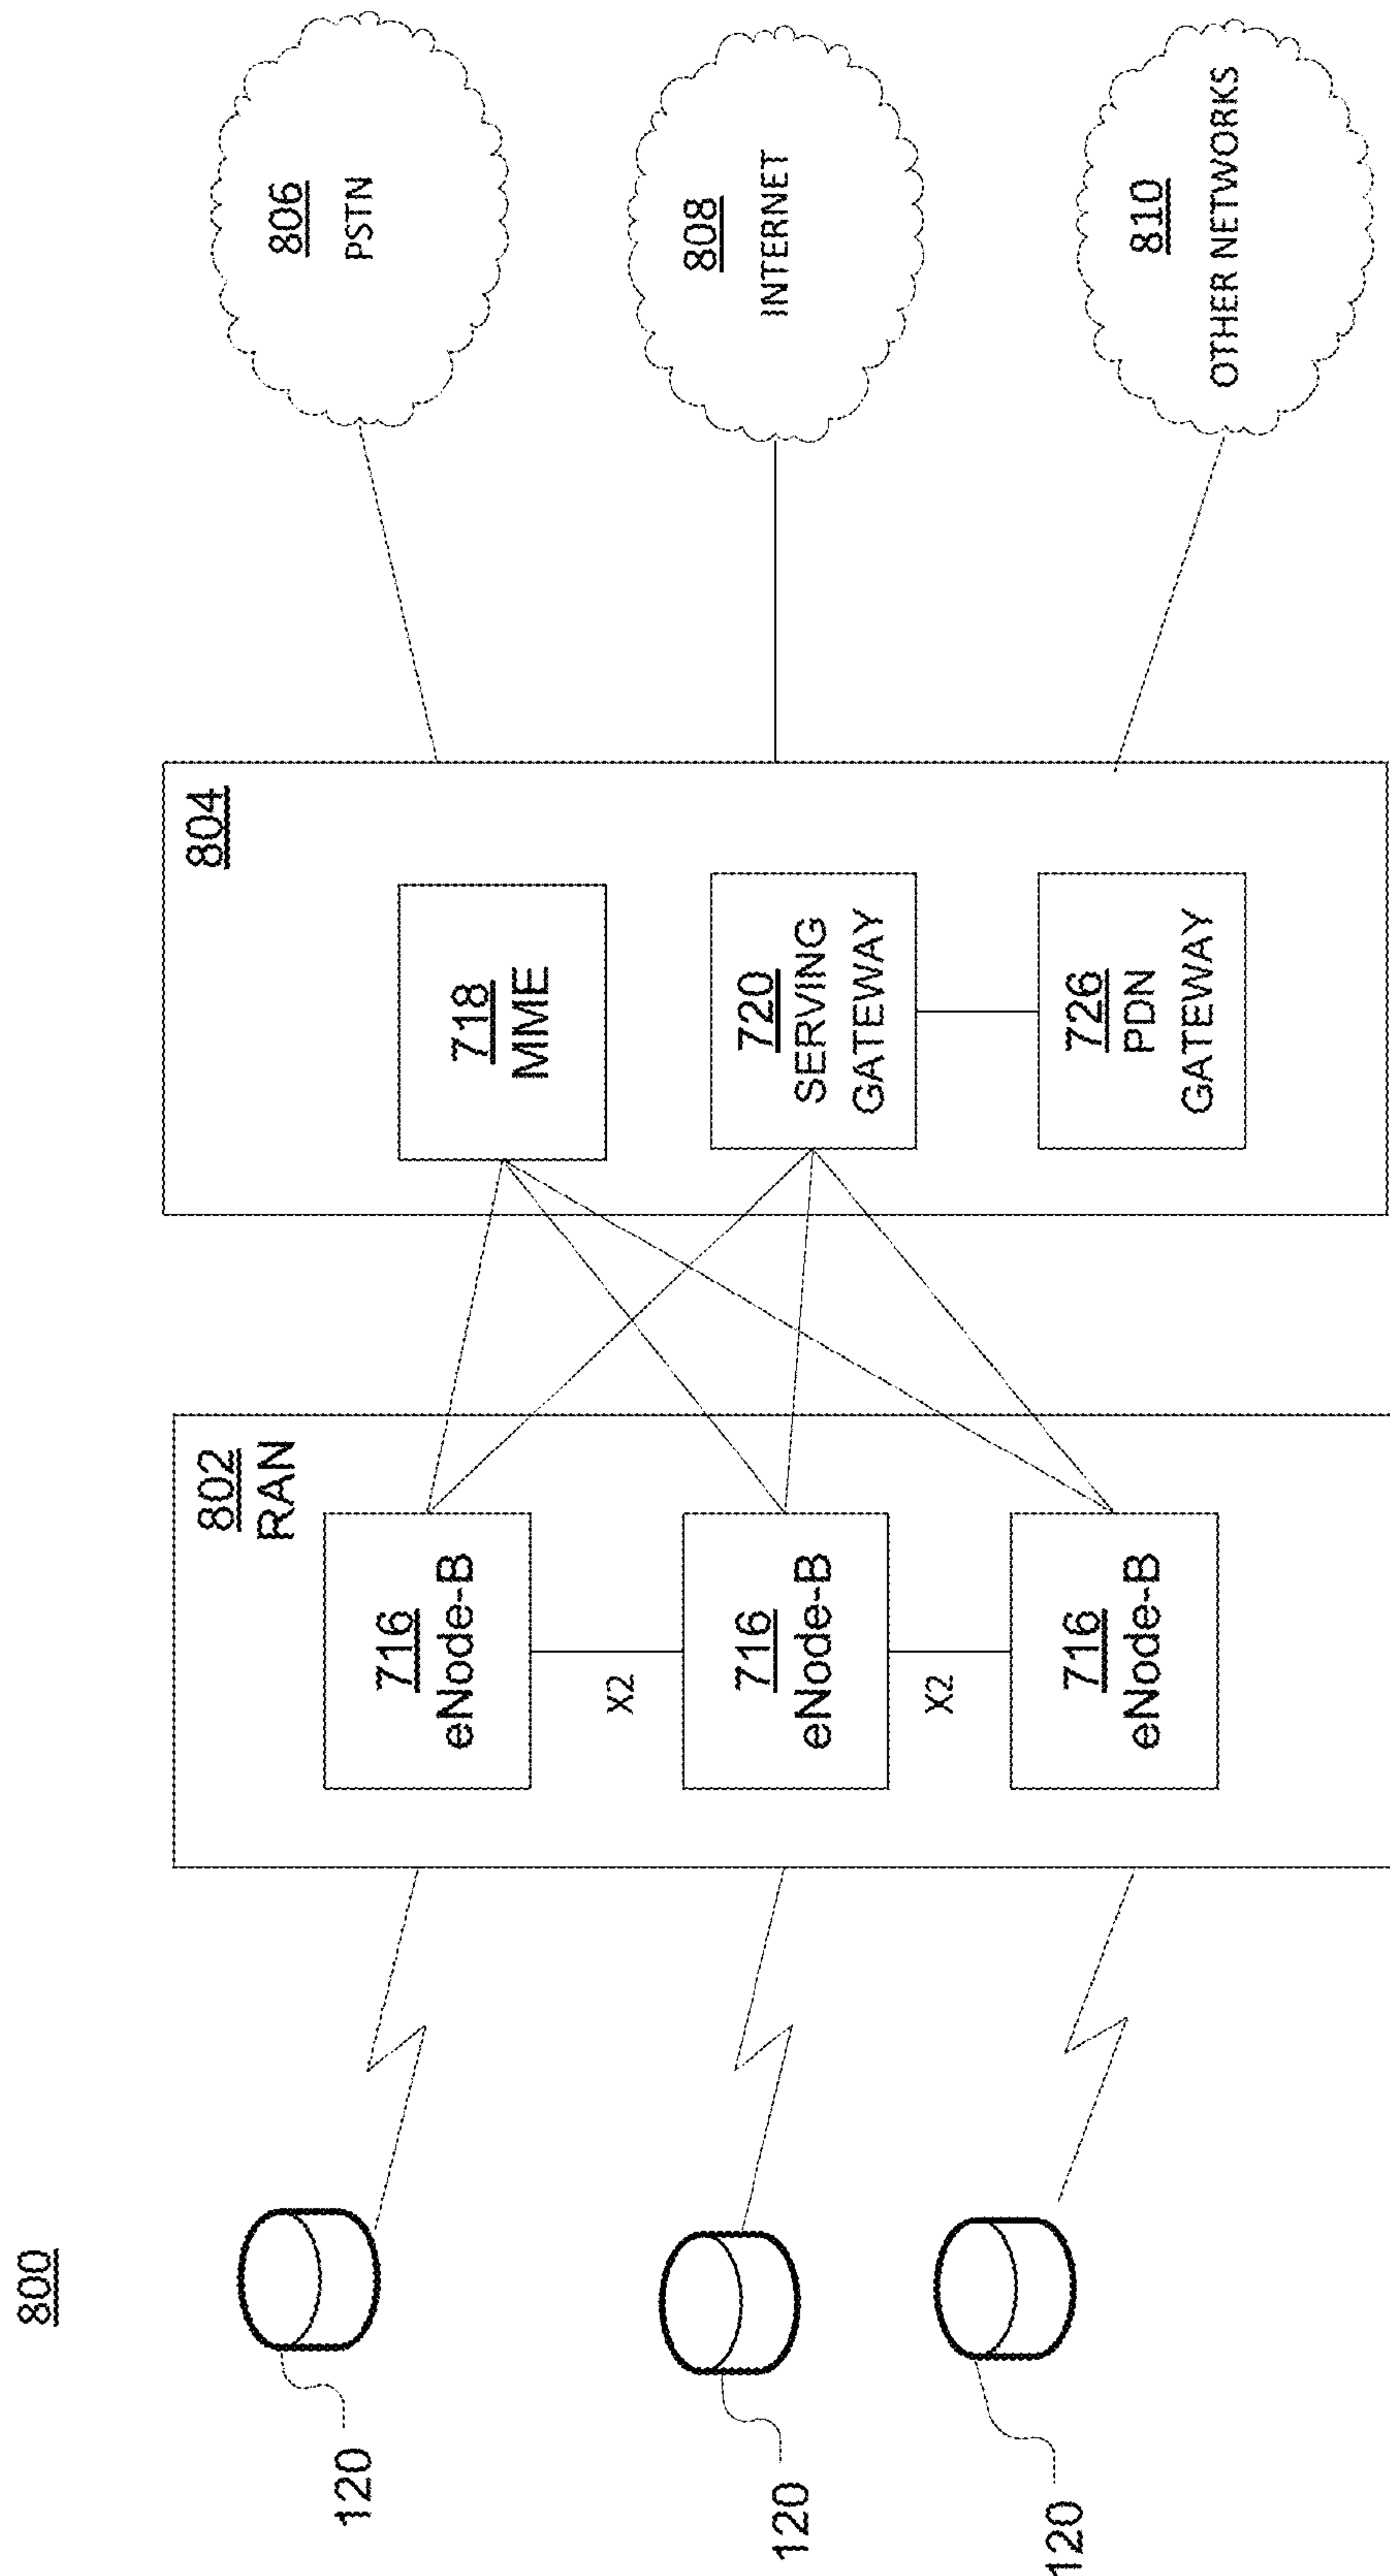 800
120
120
120
802
RAN
716
eNode-B
X2
716
eNode-B
X2
716
eNode-B
804
718
MME
720
SERVING
GATEWAY
726
PDN
GATEWAY
806
PSTN
808
INTERNET
810
OTHER NETWORKS